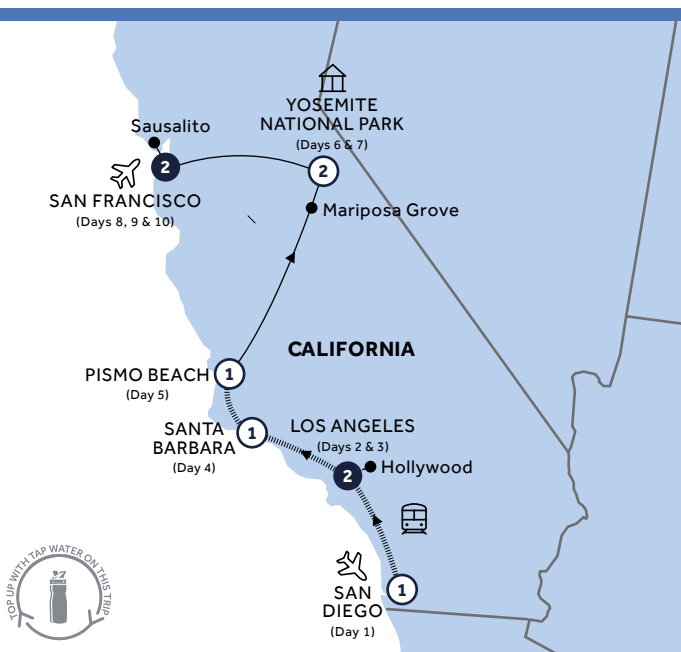 YOSEMITE
NATIONAL PARK
(Days 6 & 7)
Sausalito
2
2
SAN FRANCISCO
(Days 8, 9 & 10)
Mariposa Grove
CALIFORNIA
PISMO BEACH
1
(Day 5)
SANTA
BARBARA
1
(Day 4)
LOS ANGELES
(Days 2 & 3)
Hollywood
2
SAN
DIEGO
1
(Day 1)
TOP UP WITH TAP WATER ON THIS TRIP